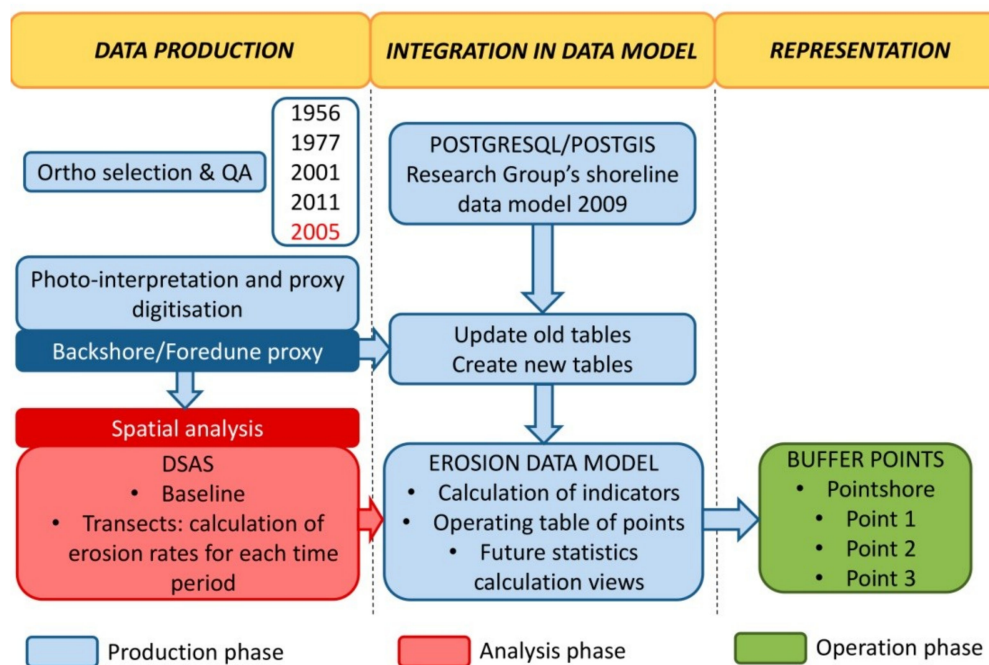 DATA PRODUCTION
INTEGRATION IN DATA MODEL
REPRESENTATION
Ortho selection & QA
1956
1977
2001
2011
2005
Photo-interpretation and proxy
digitisation
Backshore/Foredune proxy
Spatial analysis
DSAS
• Baseline
• Transects: calculation of
erosion rates for each time
period
POSTGRESQL/POSTGIS
Research Group's shoreline
data model 2009
Update old tables
Create new tables
EROSION DATA MODEL
• Calculation of indicators
• Operating table of points
• Future statistics
calculation views
BUFFER POINTS
• Pointshore
• Point 1
• Point 2
• Point 3
Production phase
Analysis phase
Operation phase